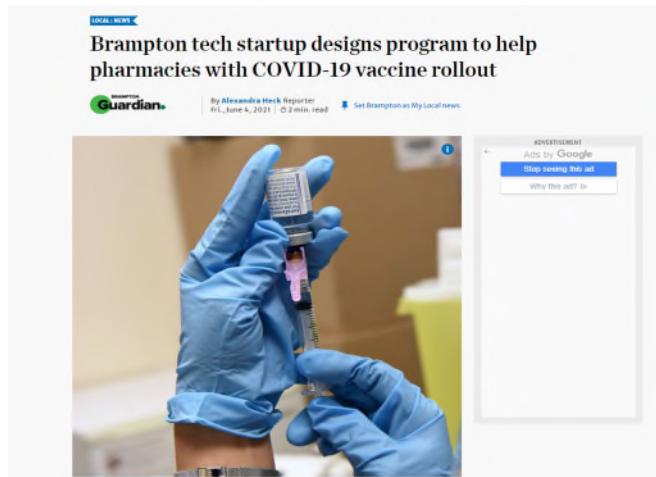 LOCAL | NEWS
Brampton tech startup designs program to help
pharmacies with COVID-19 vaccine rollout
BRAMPTON
Guardian
By Alexandra Heck Reporter
Fri., June 4, 2021 | 2 min. read
Set Brampton as My Local news
ADVERTISEMENT
Ads by Google
Stop seeing this ad
Why this ad?